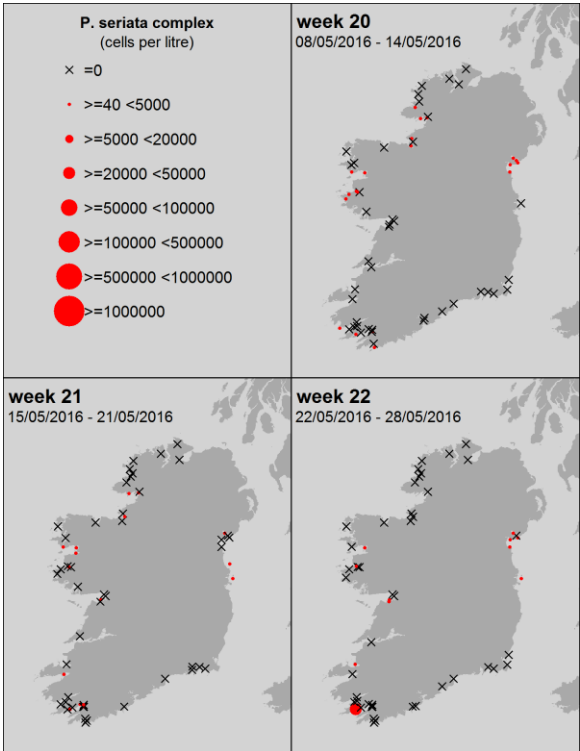 P. seriata complex
(cells per litre)
=0
>=40 <5000
>=5000 <20000
>=20000 <50000
>=50000 <100000
>=100000 <500000
>=500000 <1000000
>=1000000
week 20
08/05/2016 - 14/05/2016
week 21
15/05/2016 - 21/05/2016
week 22
22/05/2016 - 28/05/2016